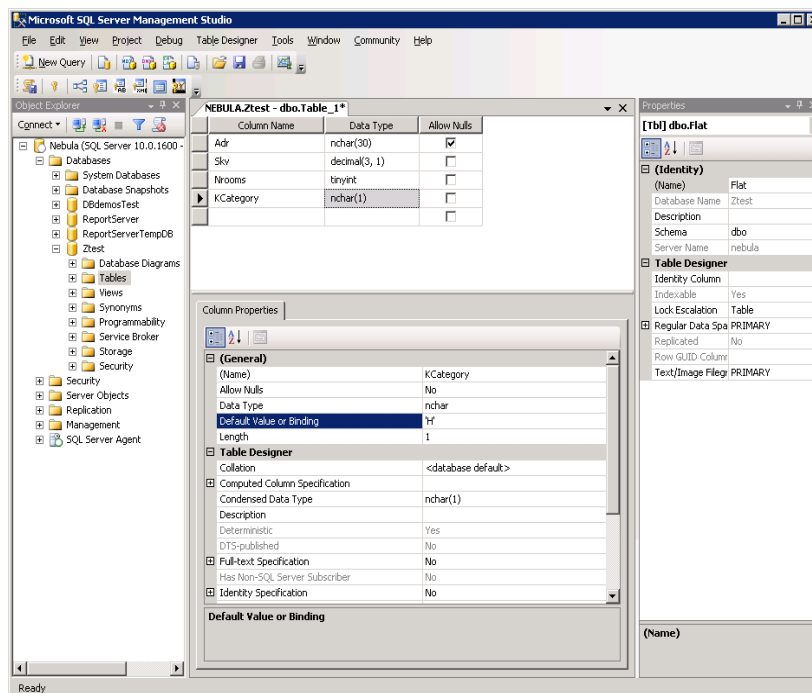 Microsoft SQL Server Management Studio
File Edit View Project Debug Table Designer Tools Window Community Help
New Query
Object Explorer
Connect
Nebula (SQL Server 10.0.1600 -
Databases
System Databases
Database Snapshots
DBdemosTest
ReportServer
ReportServerTempDB
Ztest
Database Diagrams
Tables
Views
Synonyms
Programmability
Service Broker
Storage
Security
Security
Server Objects
Replication
Management
SQL Server Agent
NEBULA.Ztest - dbo.Table_1*
Column Name Data Type Allow Nulls
Adr nchar(30)
Skv decimal(3, 1)
Nrooms tinyint
KCategory nchar(1)
Column Properties
(General)
(Name) KCategory
Allow Nulls No
Data Type nchar
Default Value or Binding 'H'
Length 1
Table Designer
Collation <database default>
Computed Column Specification
Condensed Data Type nchar(1)
Description
Deterministic Yes
DTS-published No
Full-text Specification No
Has Non-SQL Server Subscriber No
Identity Specification No
Default Value or Binding
Properties
[Tbl] dbo.Flat
(Identity)
(Name) Flat
Database Name Ztest
Description
Schema dbo
Server Name nebula
Table Designer
Identity Column
Indexable Yes
Lock Escalation Table
Regular Data Spa PRIMARY
Replicated No
Row GUID Column
Text/Image Filegr PRIMARY
(Name)
Ready